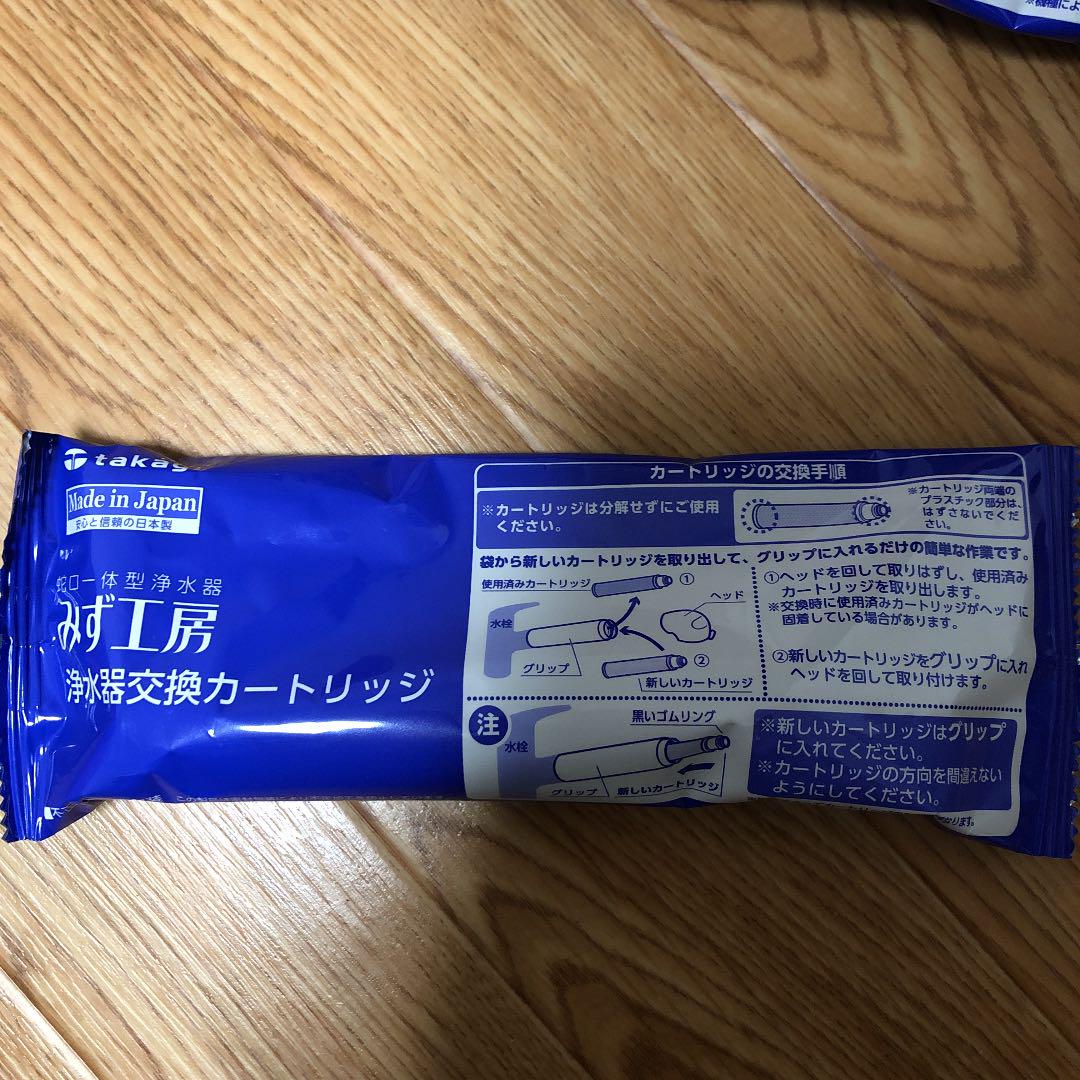 ※機種によ
takag
Made in Japan
安心と信頼の日本製
蛇口一体型浄水器
みず工房
浄水器交換カートリッジ
カートリッジの交換手順
※カートリッジは分解せずにご使用
ください。
※カートリッジ両端の
プラスチック部分は、
はずさないでくだ
さい。
袋から新しいカートリッジを取り出して、グリップに入れるだけの簡単な作業です。
使用済みカートリッジ
①
ヘッド
水栓
グリップ
②
新しいカートリッジ
①ヘッドを回して取りはずし、使用済み
カートリッジを取り出します。
※交換時に使用済みカートリッジがヘッドに
固着している場合があります。
②新しいカートリッジをグリップに入れ
ヘッドを回して取り付けます。
注
水栓
黒いゴムリング
グリップ
新しいカートリッジ
※新しいカートリッジはグリップ
に入れてください。
※カートリッジの方向を間違えない
ようにしてください。